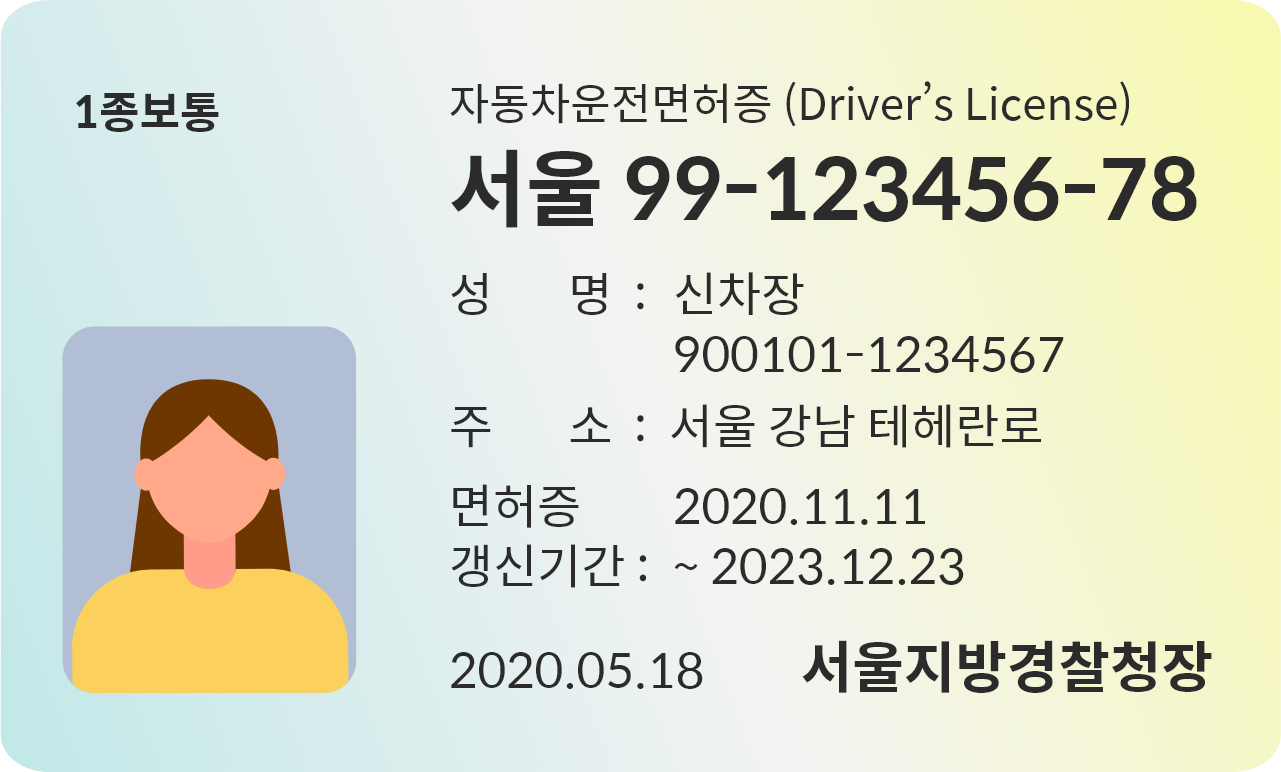 1종보통
자동차운전면허증 (Driver’s License)
서울 99-123456-78
성 명 : 신차장
900101-1234567
주 소 : 서울 강남 테헤란로
면허증 2020.11.11
갱신기간 : ~ 2023.12.23
2020.05.18 서울지방경찰청장